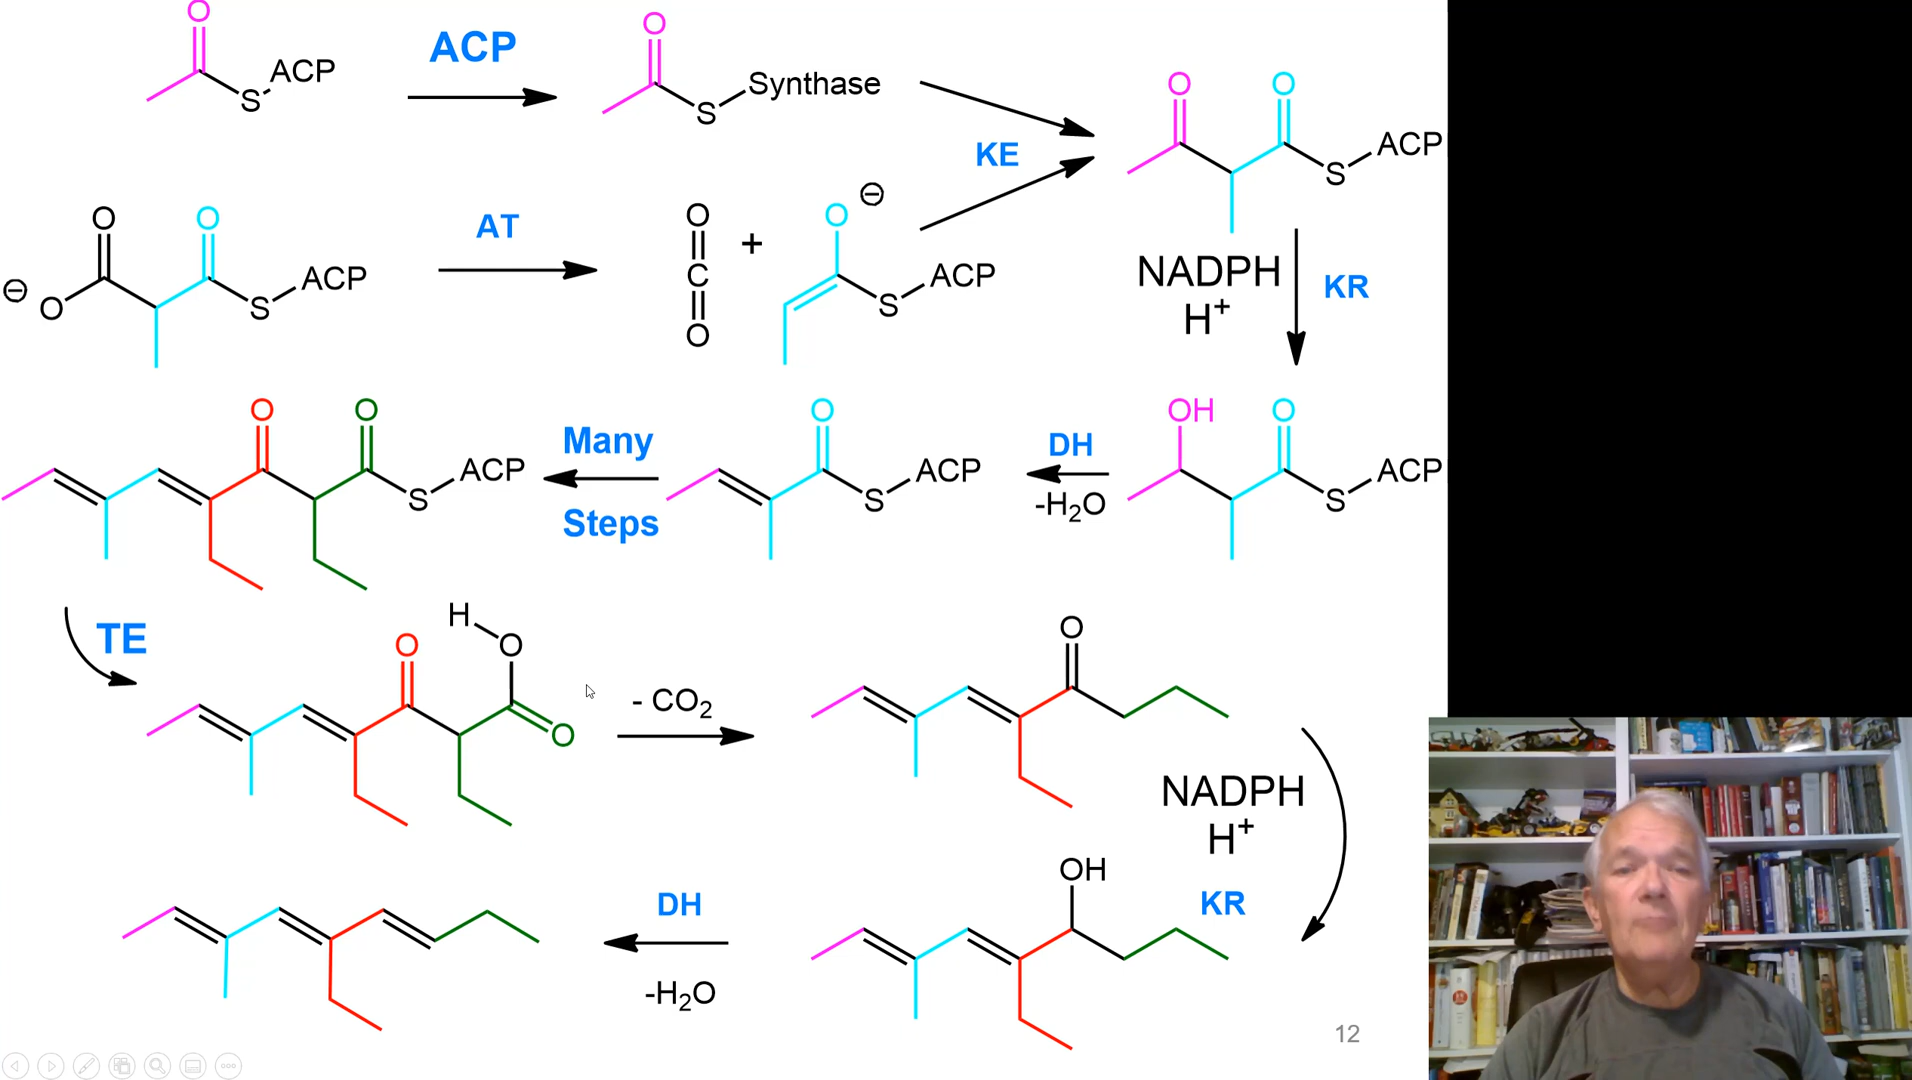 O
ACP
S
ACP
O
Synthase
S
O O
ACP
S
KE
O O
⊖ O
ACP
S
AT
O
C
O
+
O ⊖
ACP
S
NADPH
H+
KR
O O
ACP
S
Many
Steps
O
ACP
S
DH
-H2O
OH O
ACP
S
TE
H
O
O
O
- CO2
O
NADPH
H+
KR
DH
-H2O
OH
12